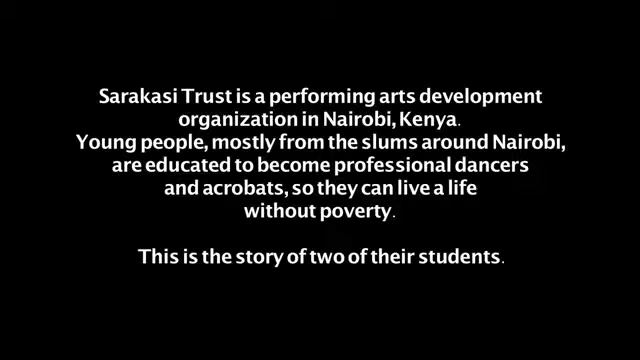 Sarakasi Trust is a performing arts development
organization in Nairobi, Kenya.
Young people, mostly from the slums around Nairobi,
are educated to become professional dancers
and acrobats, so they can live a life
without poverty.
This is the story of two of their students.